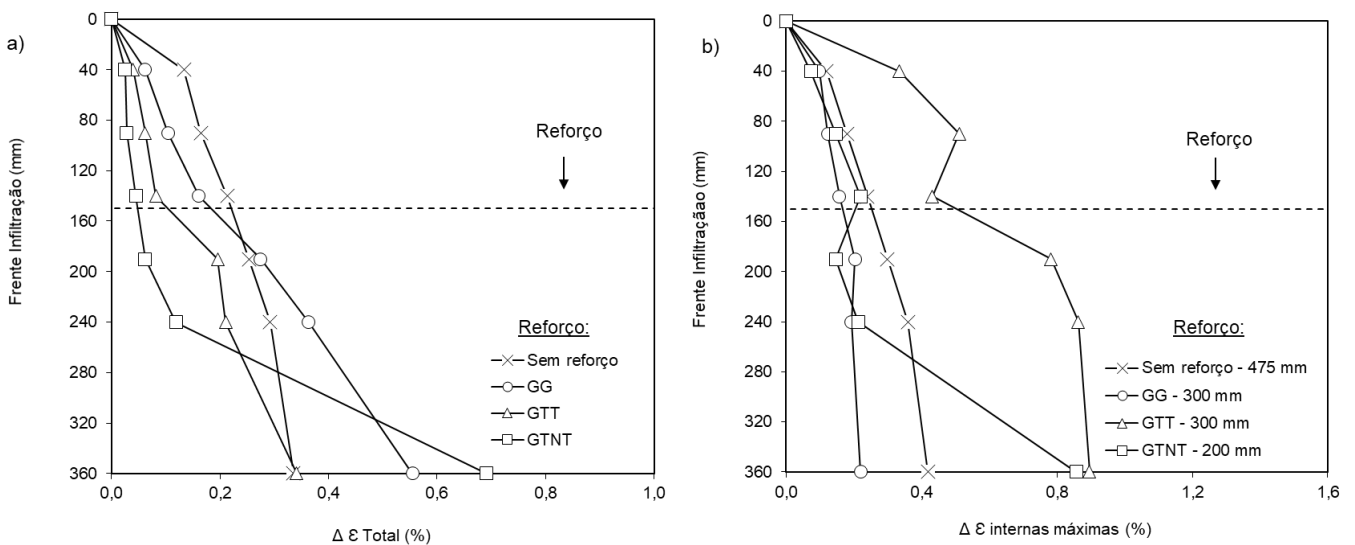 a)
Frente Infiltração (mm)
0
40
80
120
160
200
240
280
320
360
Reforço
Reforço:
Sem reforço
GG
GTT
GTNT
0,0
0,2
0,4
0,6
0,8
1,0
Δ Ɛ Total (%)
b)
Frente Infiltraçãao (mm)
0
40
80
120
160
200
240
280
320
360
Reforço
Reforço:
Sem reforço - 475 mm
GG - 300 mm
GTT - 300 mm
GTNT - 200 mm
0,0
0,4
0,8
1,2
1,6
Δ Ɛ internas máximas (%)